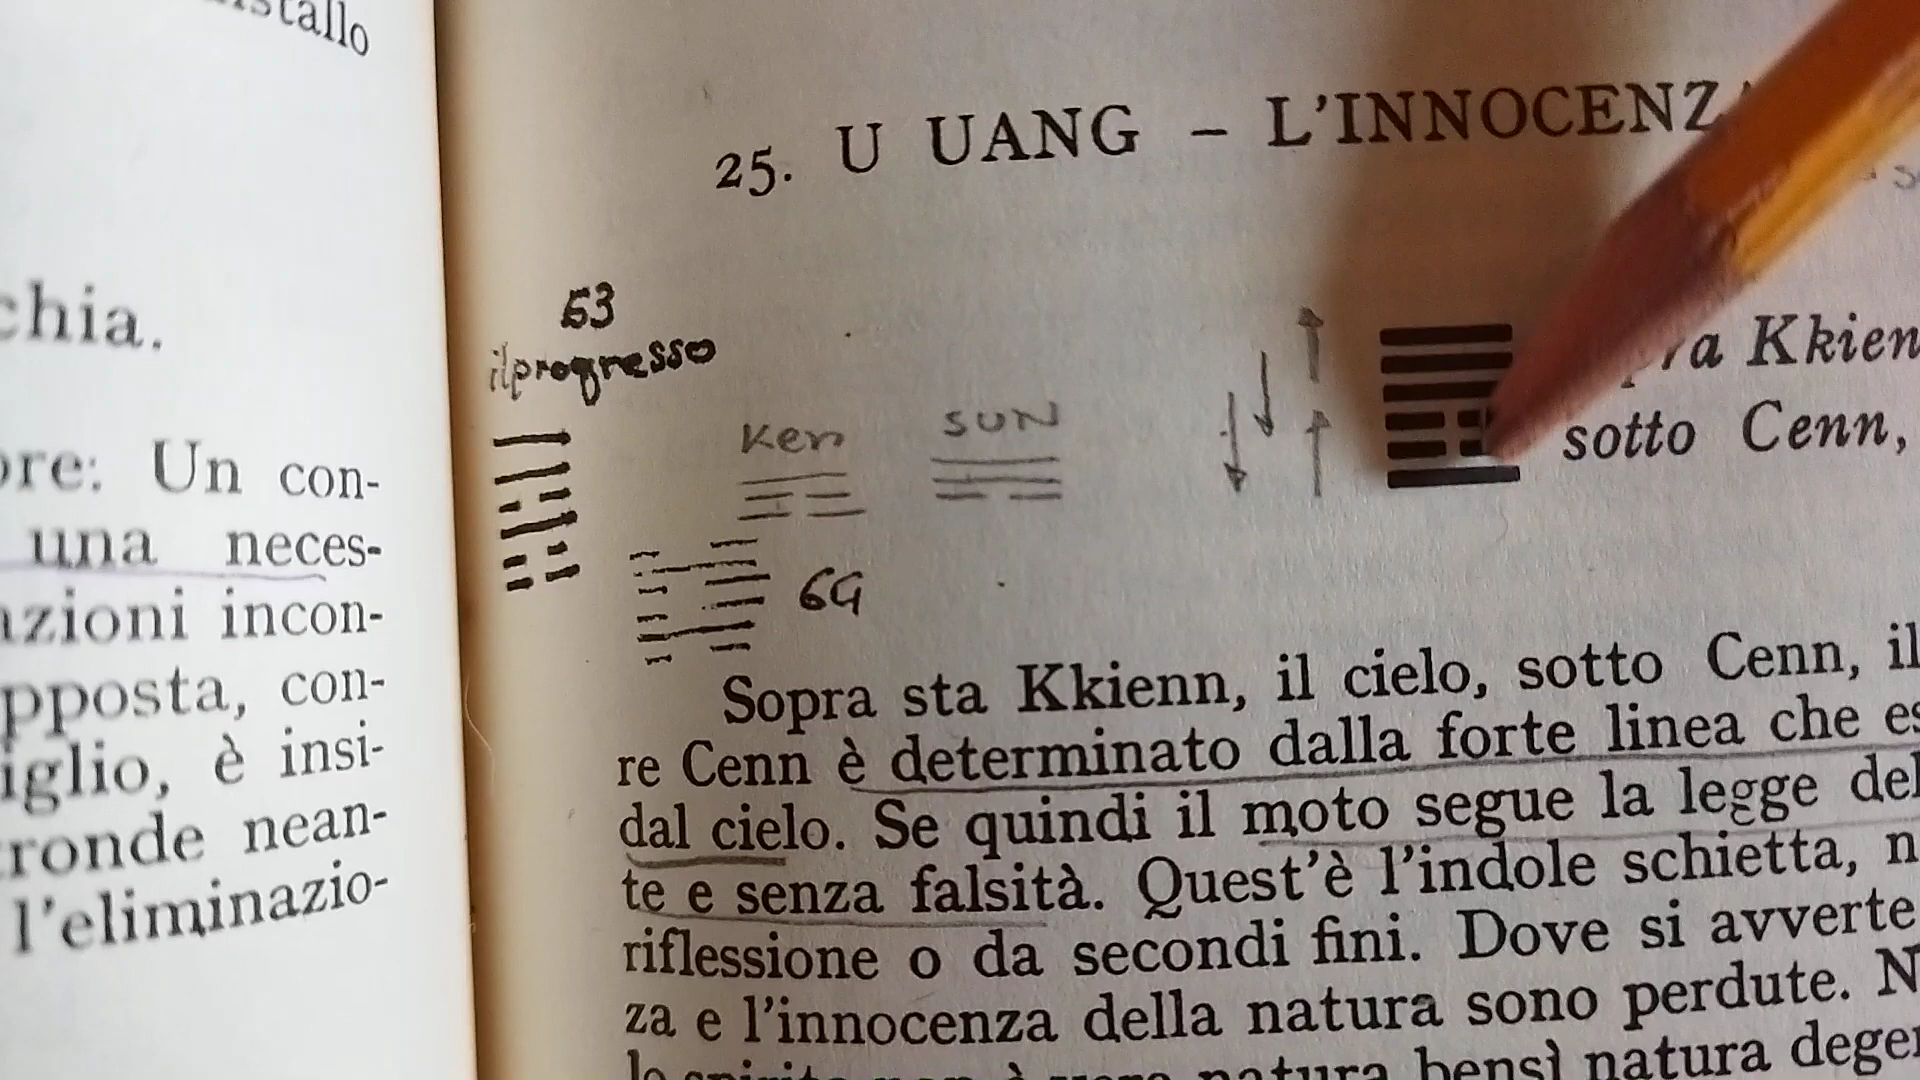 stallo
chia.
ore: Un con-
una neces-
azioni incon-
pposta, con-
iglio, è insi-
ronde nean-
l'eliminazio-
25. U UANG – L'INNOCENZA
53
il progresso
Ken
SUN
64
Kkien
sotto Cenn,
Sopra sta Kkienn, il cielo, sotto Cenn, il
re Cenn è determinato dalla forte linea che es
dal cielo. Se quindi il moto segue la legge del
te e senza falsità. Quest'è l'indole schietta, n
riflessione o da secondi fini. Dove si avverte
za e l'innocenza della natura sono perdute. N
natura bensì natura degen